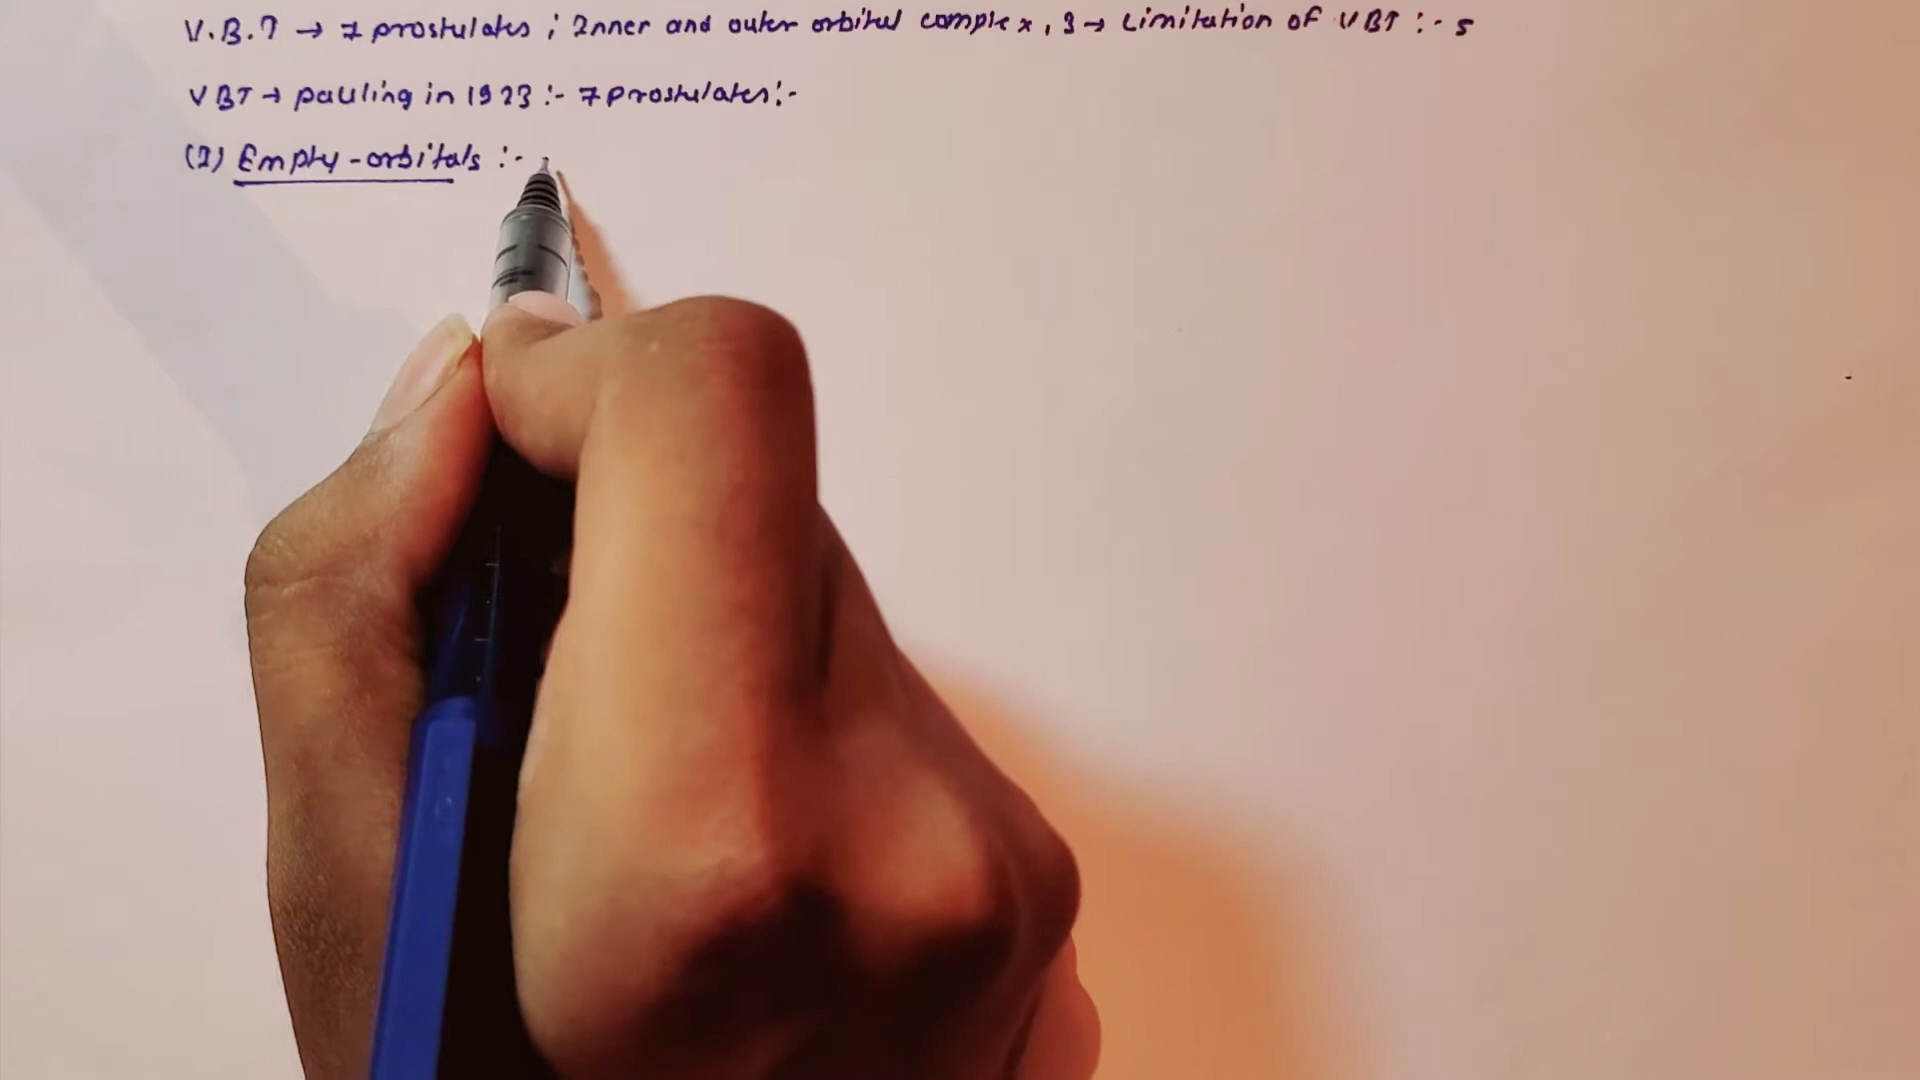 V.B.T → 7 prostulates ; Inner and outer orbital complex , 3 → Limitation of VBT :- 5
VBT → pauling in 1923 :- 7 prostulates :-
(1) Empty-orbitals :-